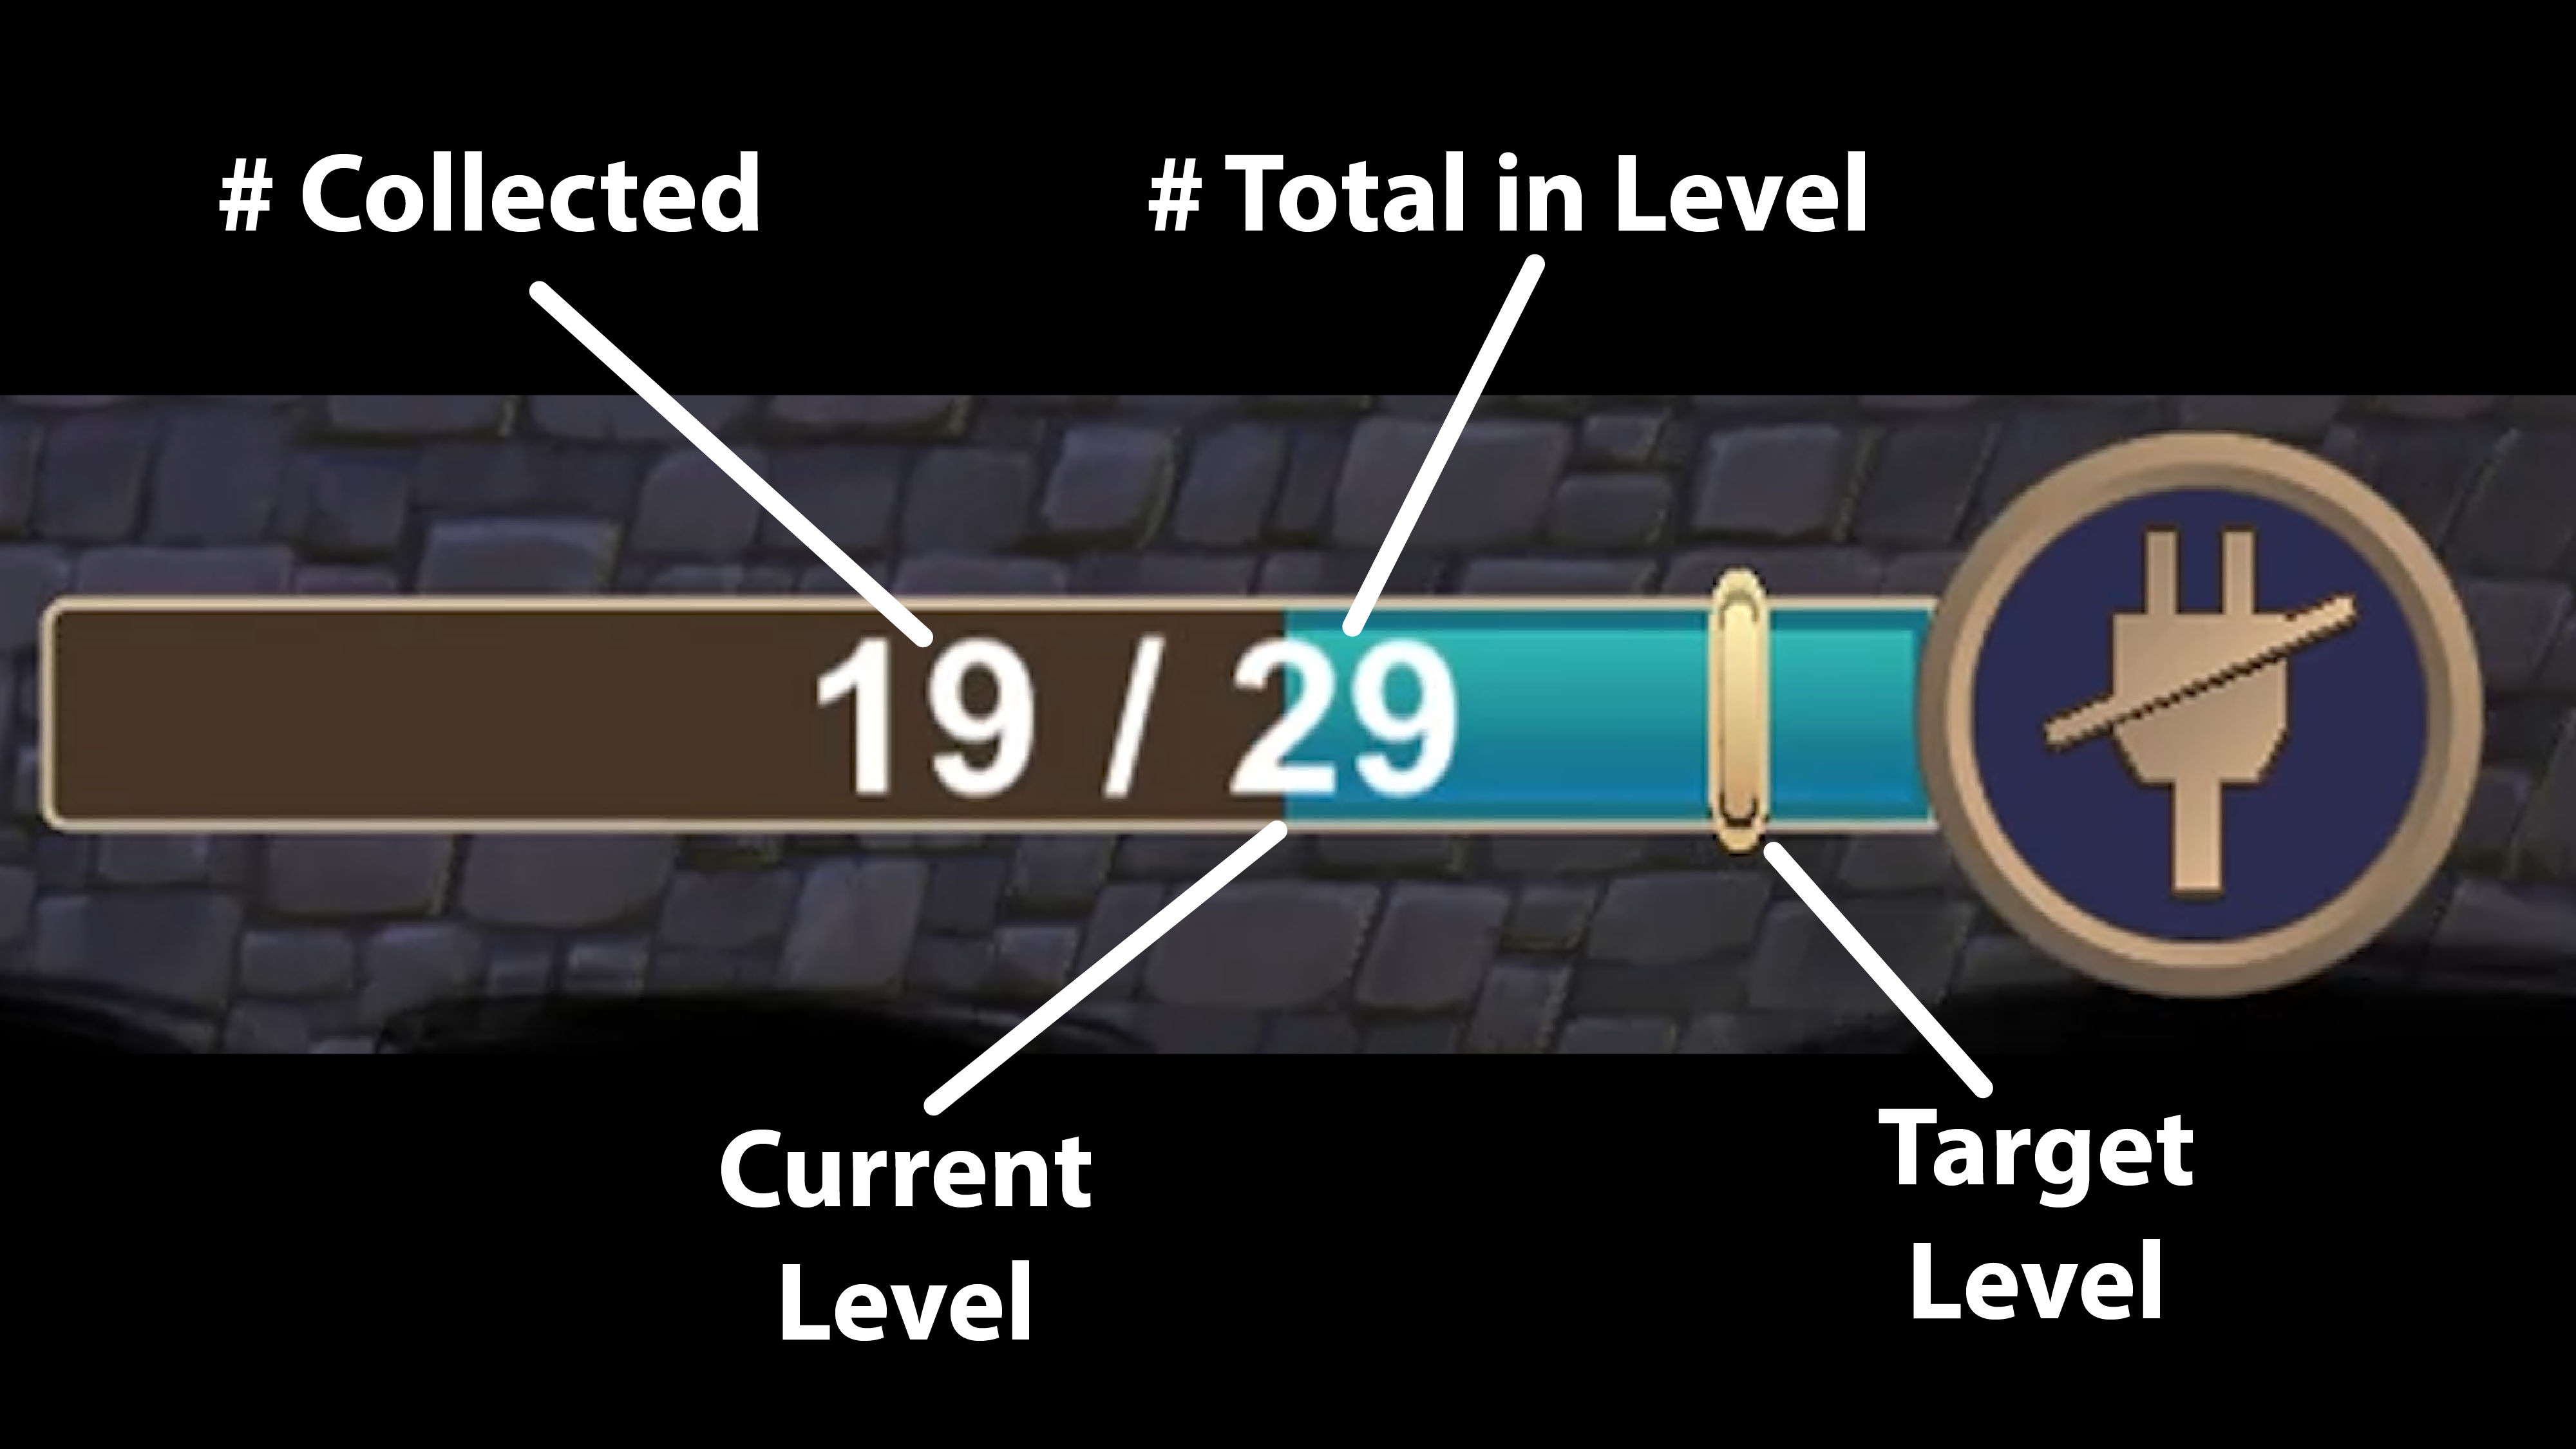 # Collected
# Total in Level
19 / 29
Current
Level
Target
Level